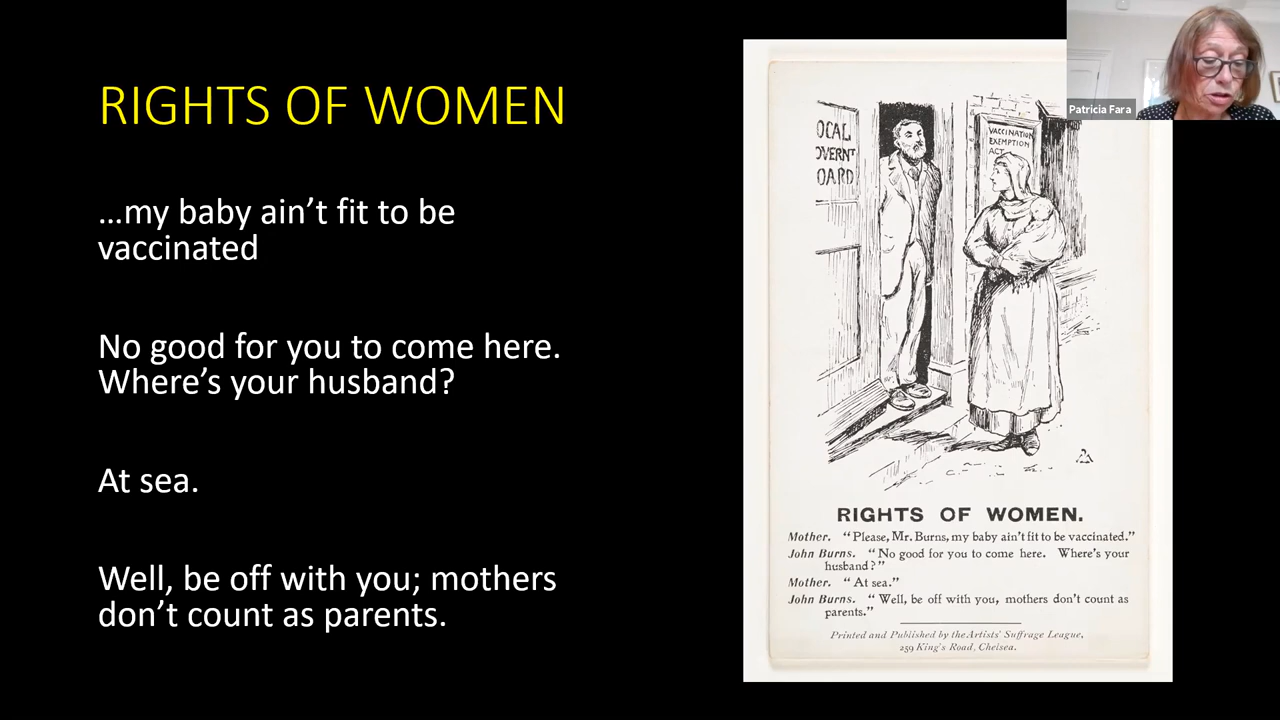 RIGHTS OF WOMEN
…my baby ain’t fit to be
vaccinated
No good for you to come here.
Where’s your husband?
At sea.
Well, be off with you; mothers
don’t count as parents.
Patricia Fara
OCAL
OVERNT
OARD
VACCINATION
EXEMPTION
ACT
RIGHTS OF WOMEN.
Mother. “Please, Mr. Burns, my baby ain’t fit to be vaccinated.”
John Burns. “No good for you to come here. Where’s your
husband?”
Mother. “At sea.”
John Burns. “Well, be off with you, mothers don’t count as
parents.”
Printed and Published by the Artists’ Suffrage League,
259 King’s Road, Chelsea.